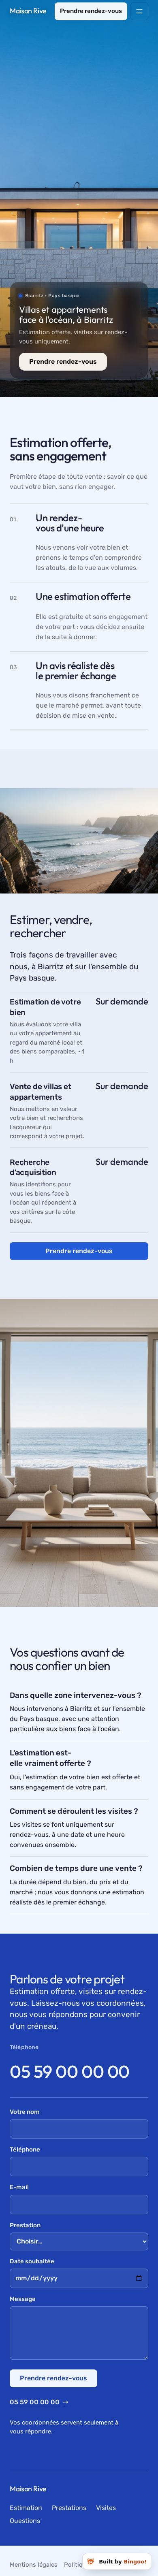 Maison Rive
Prendre rendez-vous
Biarritz · Pays basque
Villas et appartements
face à l'océan, à Biarritz
Estimation offerte, visites sur rendez-
vous uniquement.
Prendre rendez-vous
Estimation offerte,
sans engagement
Première étape de toute vente : savoir ce que
vaut votre bien, sans rien engager.
01
Un rendez-
vous d'une heure
Nous venons voir votre bien et
prenons le temps d'en comprendre
les atouts, de la vue aux volumes.
02
Une estimation offerte
Elle est gratuite et sans engagement
de votre part : vous décidez ensuite
de la suite à donner.
03
Un avis réaliste dès
le premier échange
Nous vous disons franchement ce
que le marché permet, avant toute
décision de mise en vente.
Estimer, vendre,
rechercher
Trois façons de travailler avec
nous, à Biarritz et sur l'ensemble du
Pays basque.
Estimation de votre
bien
Sur demande
Nous évaluons votre villa
ou votre appartement au
regard du marché local et
des biens comparables. · 1
h
Vente de villas et
appartements
Sur demande
Nous mettons en valeur
votre bien et recherchons
l'acquéreur qui
correspond à votre projet.
Recherche
d'acquisition
Sur demande
Nous identifions pour
vous les biens face à
l'océan qui répondent à
vos critères sur la côte
basque.
Prendre rendez-vous
Vos questions avant de
nous confier un bien
Dans quelle zone intervenez-vous ?
Nous intervenons à Biarritz et sur l'ensemble
du Pays basque, avec une attention
particulière aux biens face à l'océan.
L'estimation est-
elle vraiment offerte ?
Oui, l'estimation de votre bien est offerte et
sans engagement de votre part.
Comment se déroulent les visites ?
Les visites se font uniquement sur
rendez-vous, à une date et une heure
convenues ensemble.
Combien de temps dure une vente ?
La durée dépend du bien, du prix et du
marché ; nous vous donnons une estimation
réaliste dès le premier échange.
Parlons de votre projet
Estimation offerte, visites sur rendez-
vous. Laissez-nous vos coordonnées,
nous vous répondons pour convenir
d'un créneau.
Téléphone
05 59 00 00 00
Votre nom
Téléphone
E-mail
Prestation
Choisir…
Date souhaitée
mm/dd/yyyy
Message
Prendre rendez-vous
05 59 00 00 00 →
Vos coordonnées servent seulement à
vous répondre.
Maison Rive
Estimation Prestations Visites
Questions
Mentions légales
Built by Bingoo!